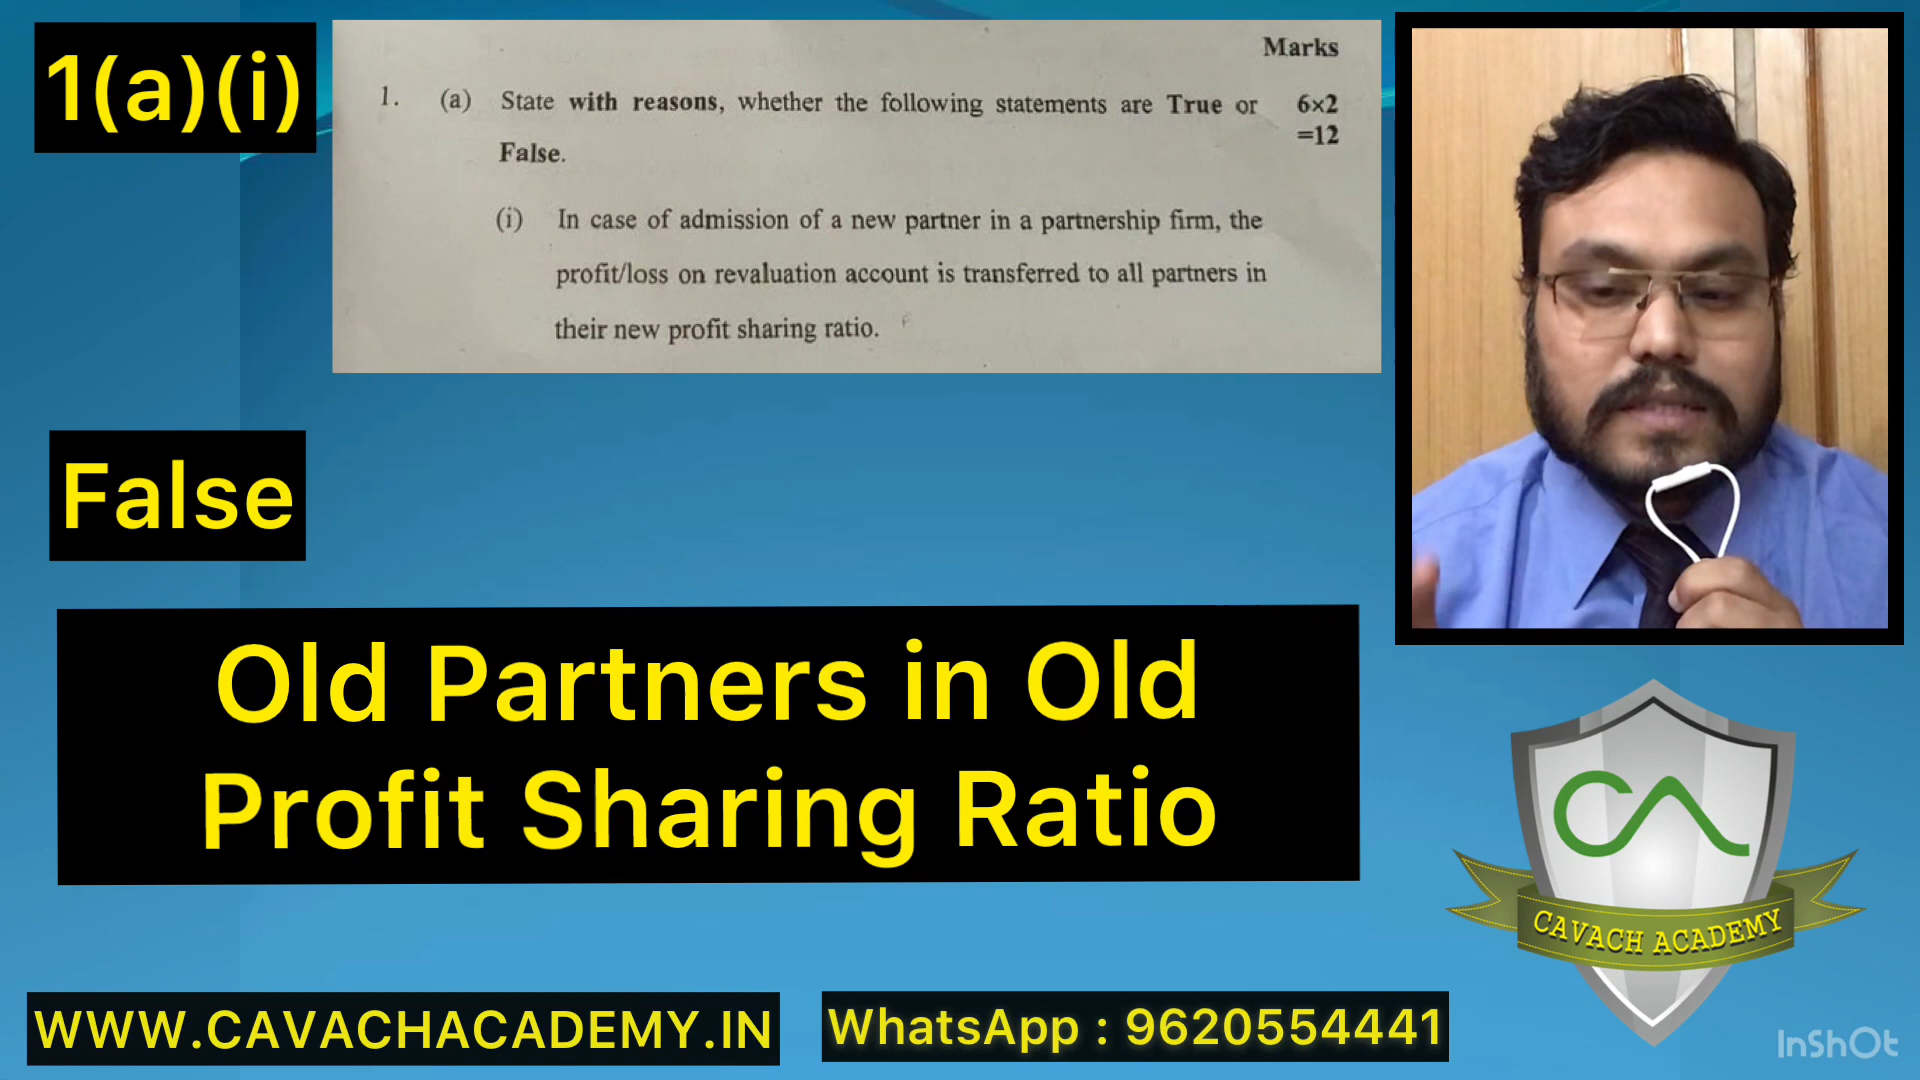 1(a)(i)
Marks
1. (a) State with reasons, whether the following statements are True or 6×2
=12
False.
(i) In case of admission of a new partner in a partnership firm, the
profit/loss on revaluation account is transferred to all partners in
their new profit sharing ratio.
False
Old Partners in Old
Profit Sharing Ratio
CA
CAVACH ACADEMY
WWW.CAVACHACADEMY.IN
WhatsApp : 9620554441
InShOt